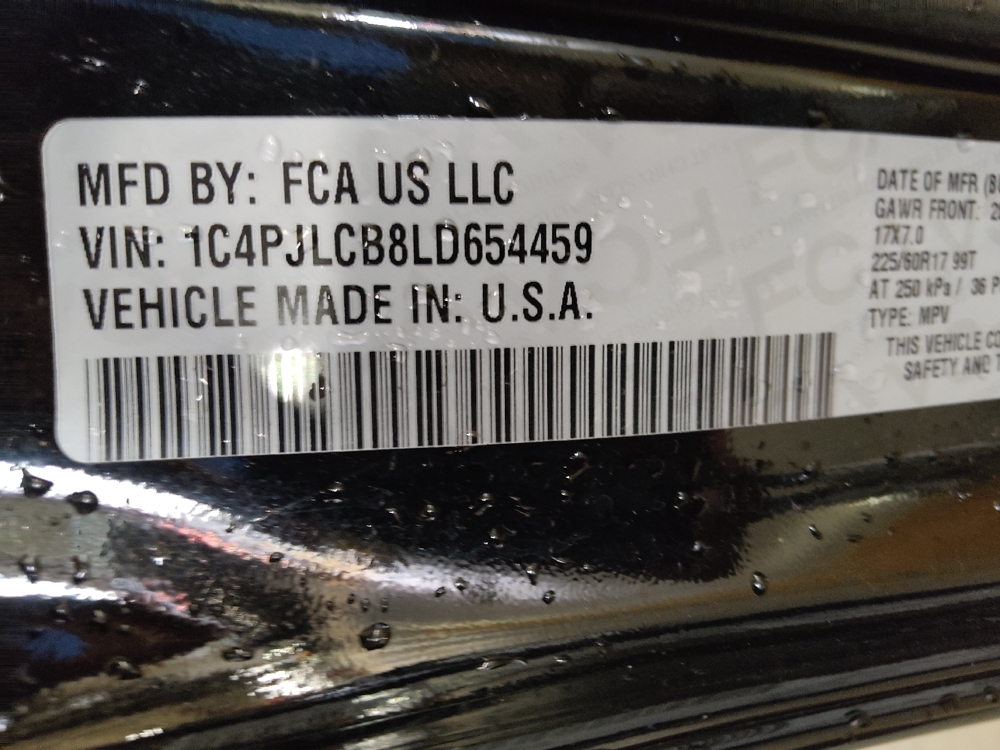 MFD BY: FCA US LLC
VIN: 1C4PJLCB8LD654459
VEHICLE MADE IN: U.S.A.
DATE OF MFR
GAWR FRONT:
17X7.0
225/60R17 99T
AT 250 kPa / 36
TYPE: MPV
THIS VEHICLE
SAFETY AND